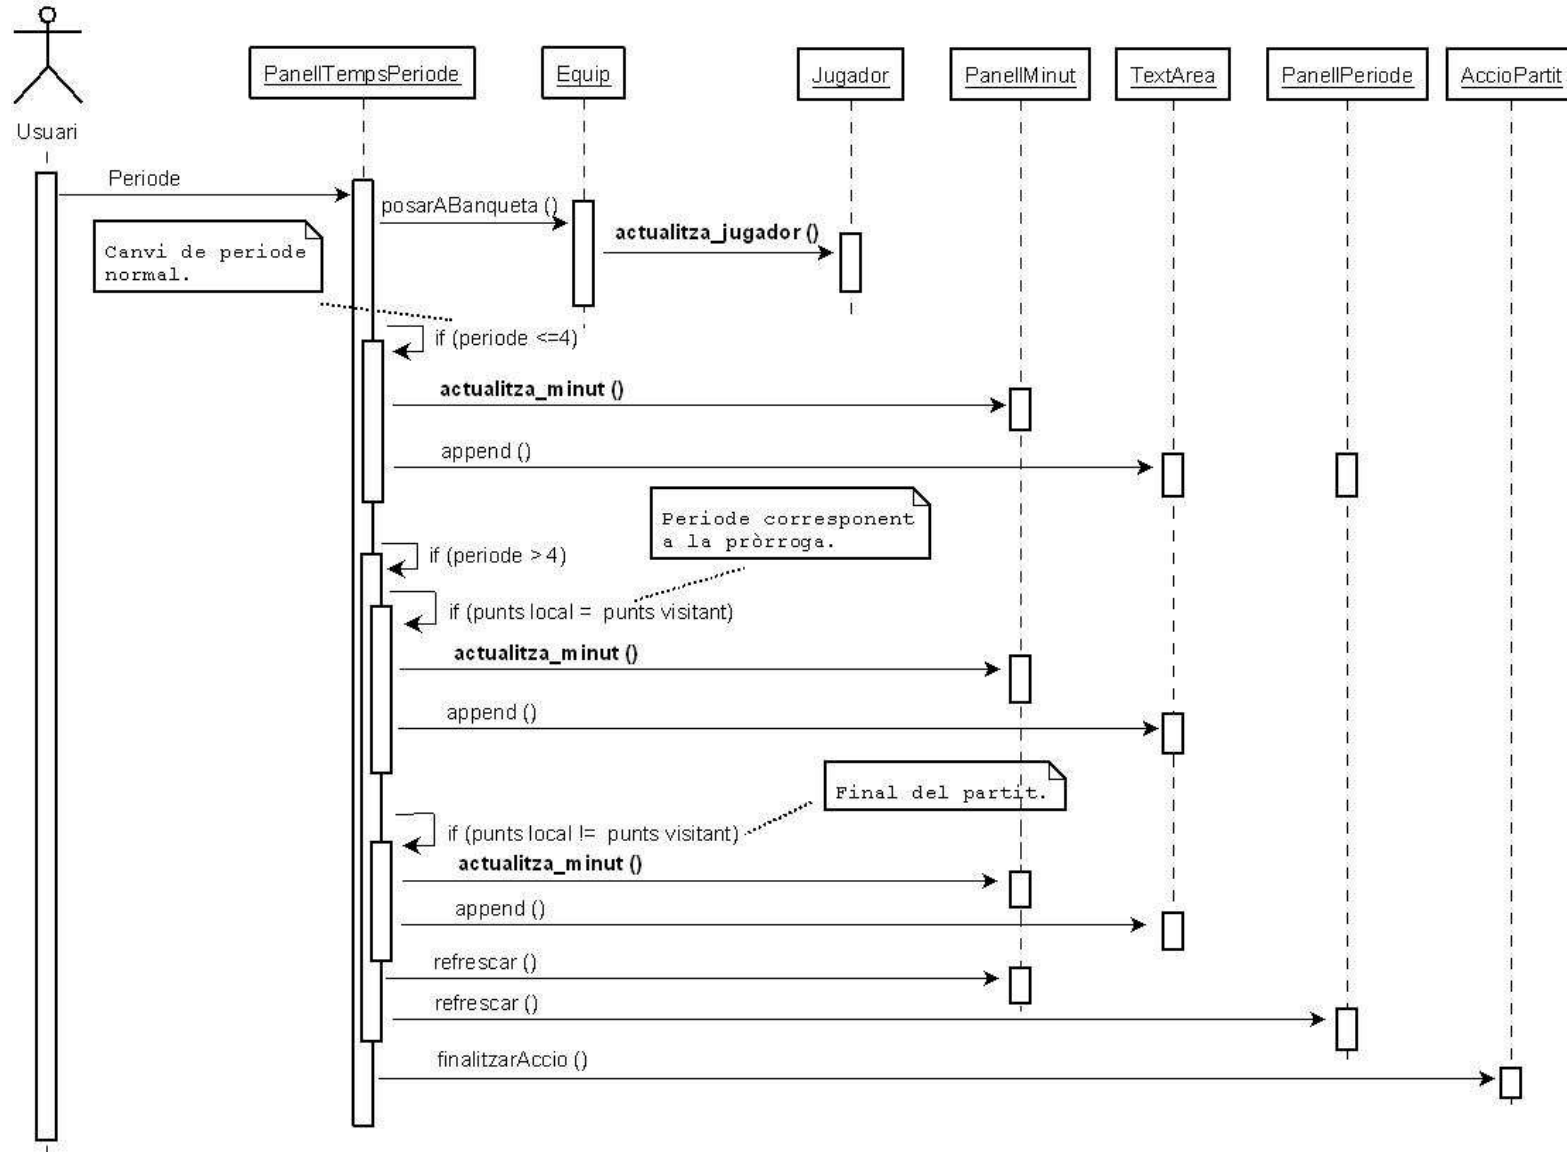 PanellTempsPeriode
Equip
Jugador
PanellMinut
TextArea
PanellPeriode
AccioPartit
Usuari
Periode
posarABanqueta ()
actualitza_jugador ()
Canvi de periode
normal.
if (periode <=4)
actualitza_minut ()
append ()
Periode corresponent
a la pròrroga.
if (periode > 4)
if (punts local = punts visitant)
actualitza_minut ()
append ()
Final del partit.
if (punts local != punts visitant)
actualitza_minut ()
append ()
refrescar ()
refrescar ()
finalitzarAccio ()